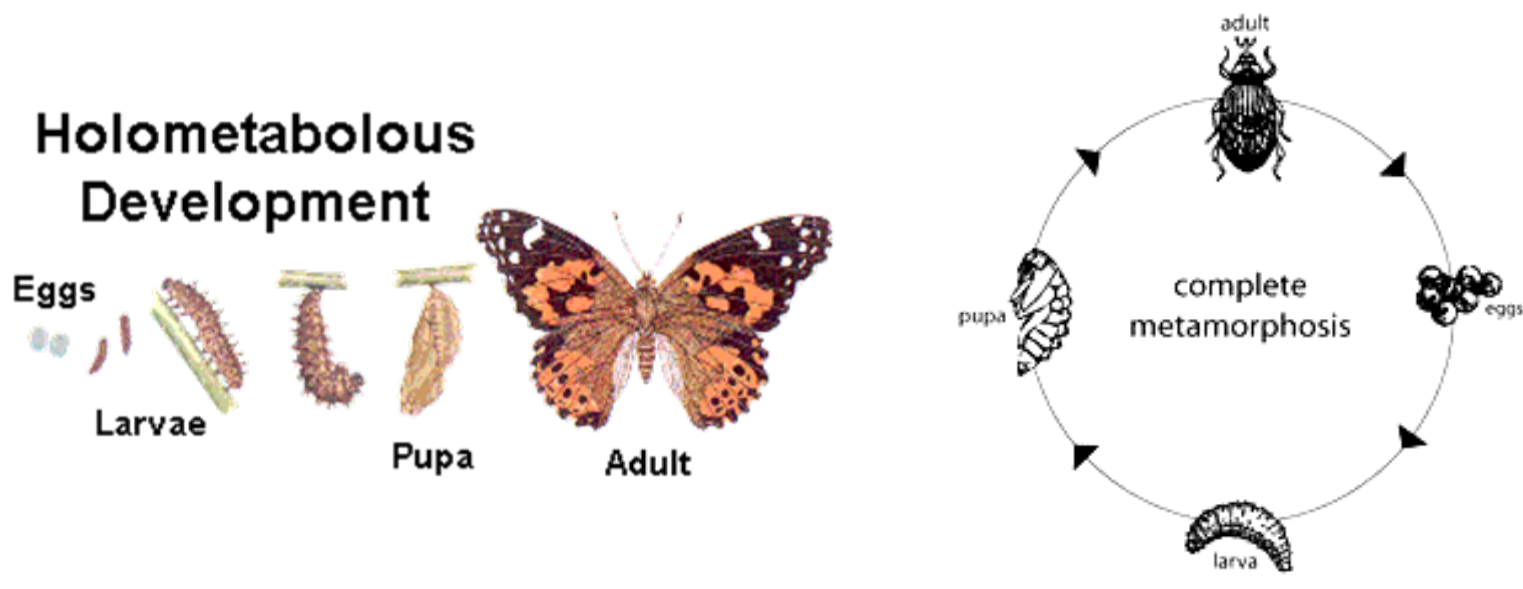 Holometabolous
Development
Eggs
Larvae
Pupa
Adult
adult
eggs
larva
pupa
complete
metamorphosis